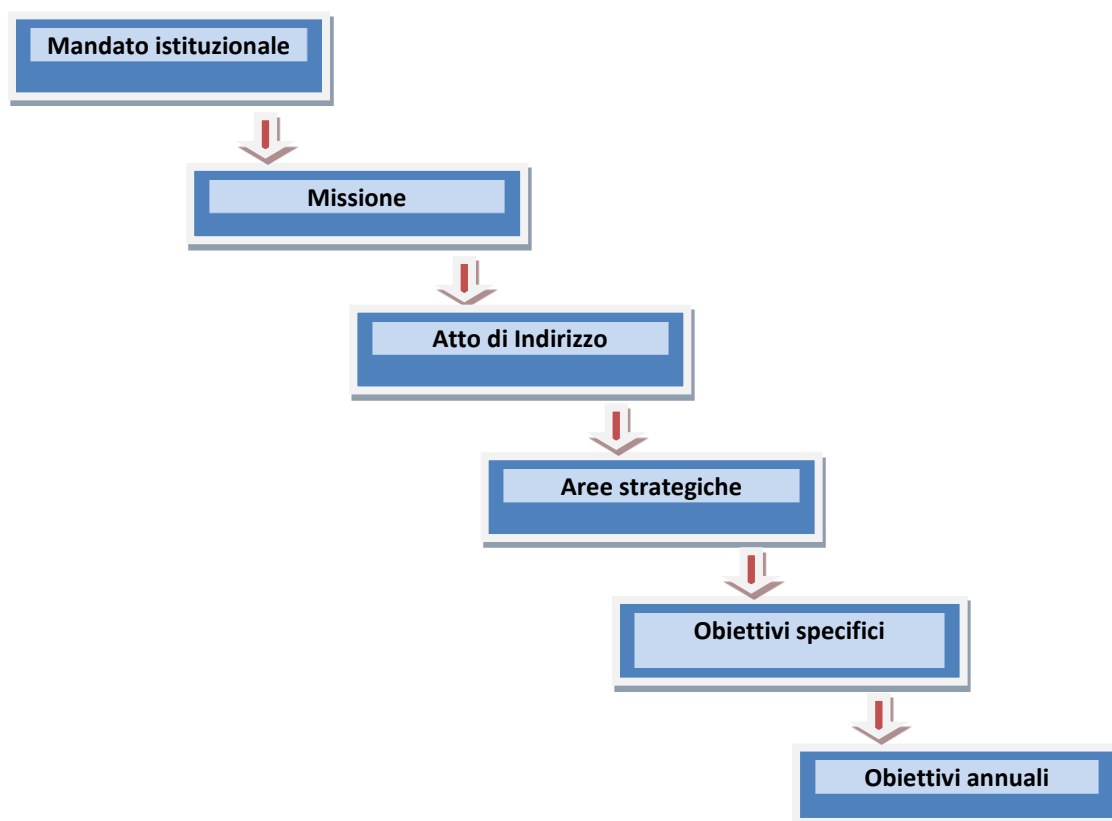 Mandato istituzionale
Missione
Atto di Indirizzo
Aree strategiche
Obiettivi specifici
Obiettivi annuali